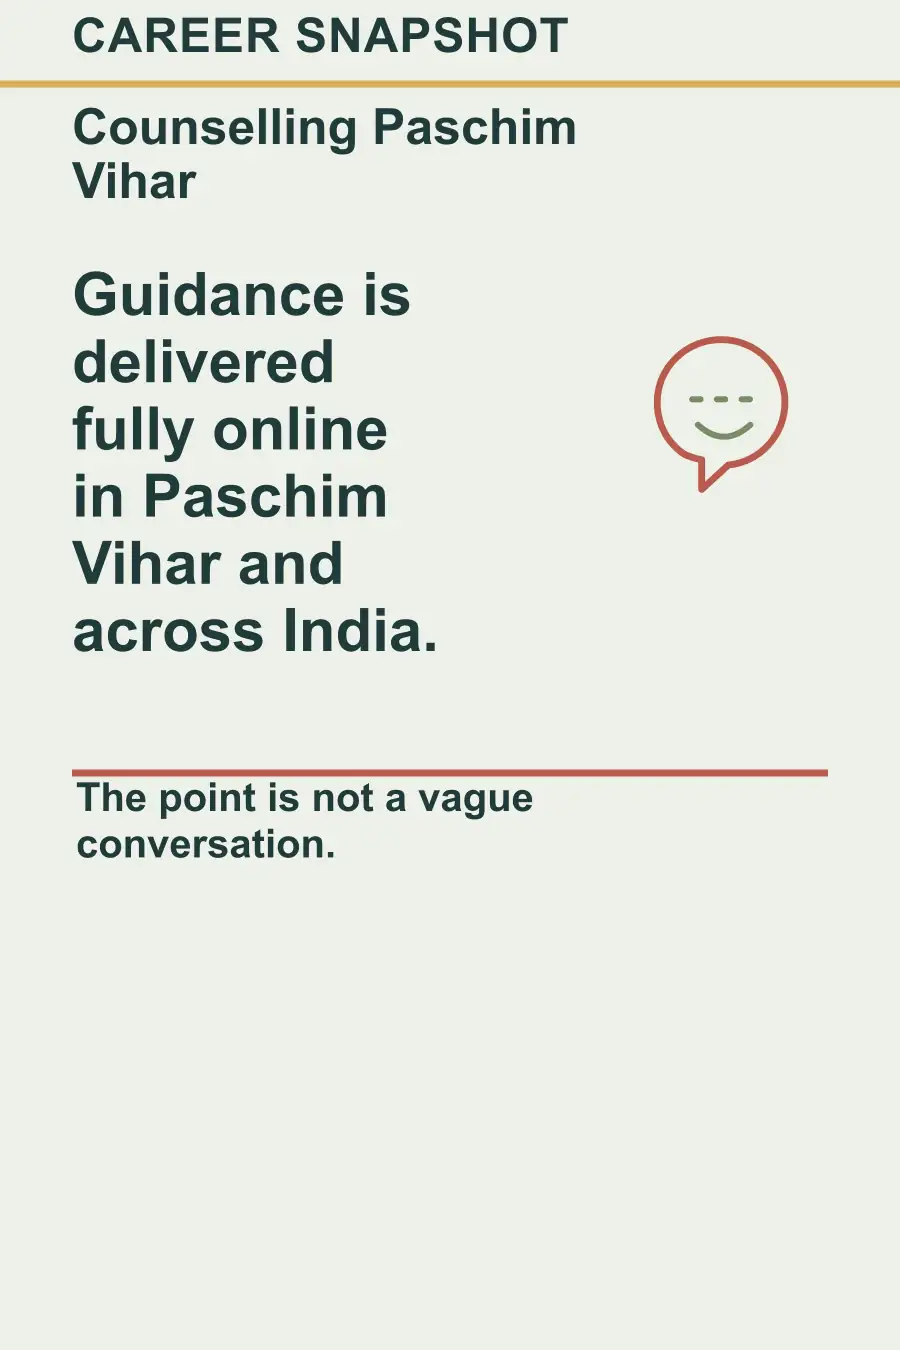 CAREER SNAPSHOT
Counselling Paschim
Vihar
Guidance is
delivered
fully online
in Paschim
Vihar and
across India.
The point is not a vague
conversation.